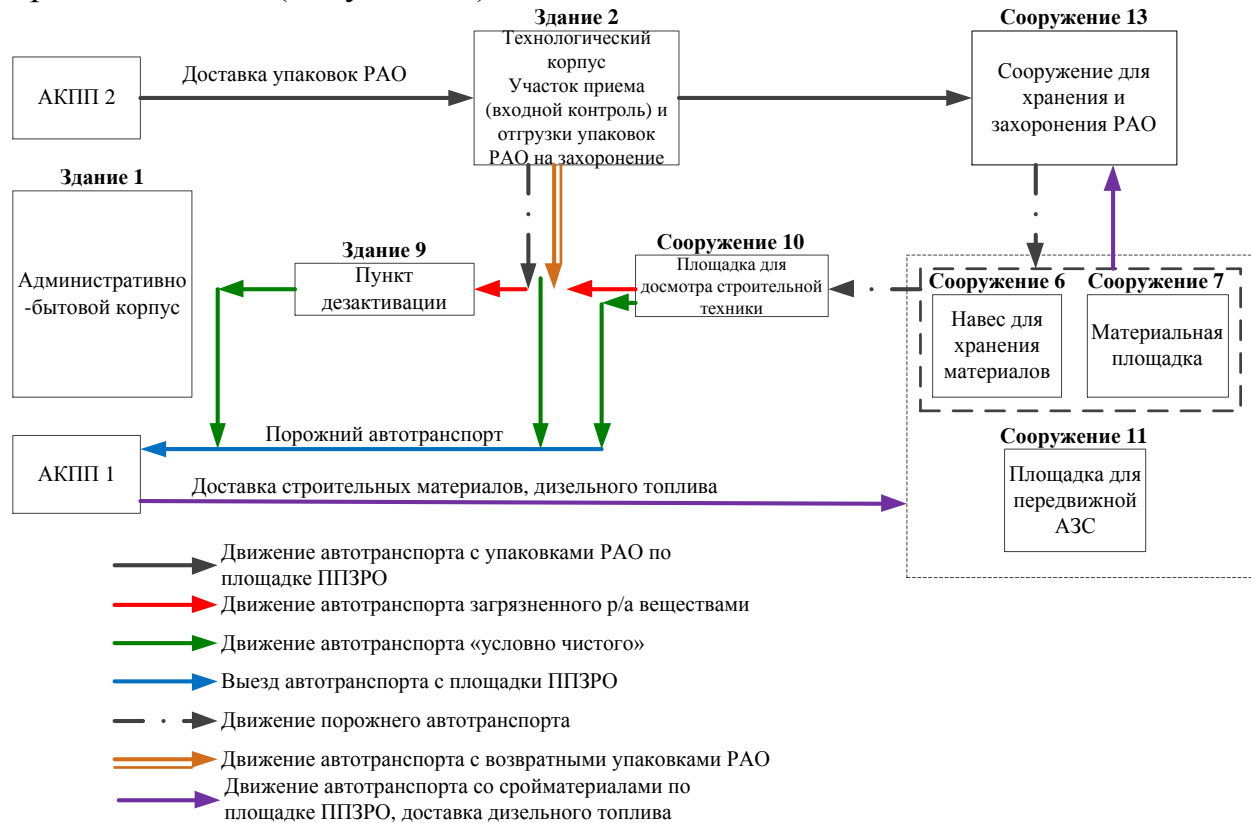 Здание 2
Сооружение 13
АКПП 2
Доставка упаковок РАО
Технологический
корпус
Участок приема
(входной контроль) и
отгрузки упаковок
РАО на захоронение
Сооружение для
хранения и
захоронения РАО
Здание 1
Административно
-бытовой корпус
Здание 9
Пункт
дезактивации
Сооружение 10
Площадка для
досмотра строительной
техники
Сооружение 6
Навес для
хранения
материалов
Сооружение 7
Материальная
площадка
Порожний автотранспорт
АКПП 1
Доставка строительных материалов, дизельного топлива
Сооружение 11
Площадка для
передвижной
АЗС
Движение автотранспорта с упаковками РАО по
площадке ППЗРО
Движение автотранспорта загрязненного р/а веществами
Движение автотранспорта «условно чистого»
Выезд автотранспорта с площадки ППЗРО
Движение порожнего автотранспорта
Движение автотранспорта с возвратными упаковками РАО
Движение автотранспорта со сройматериалами по
площадке ППЗРО, доставка дизельного топлива